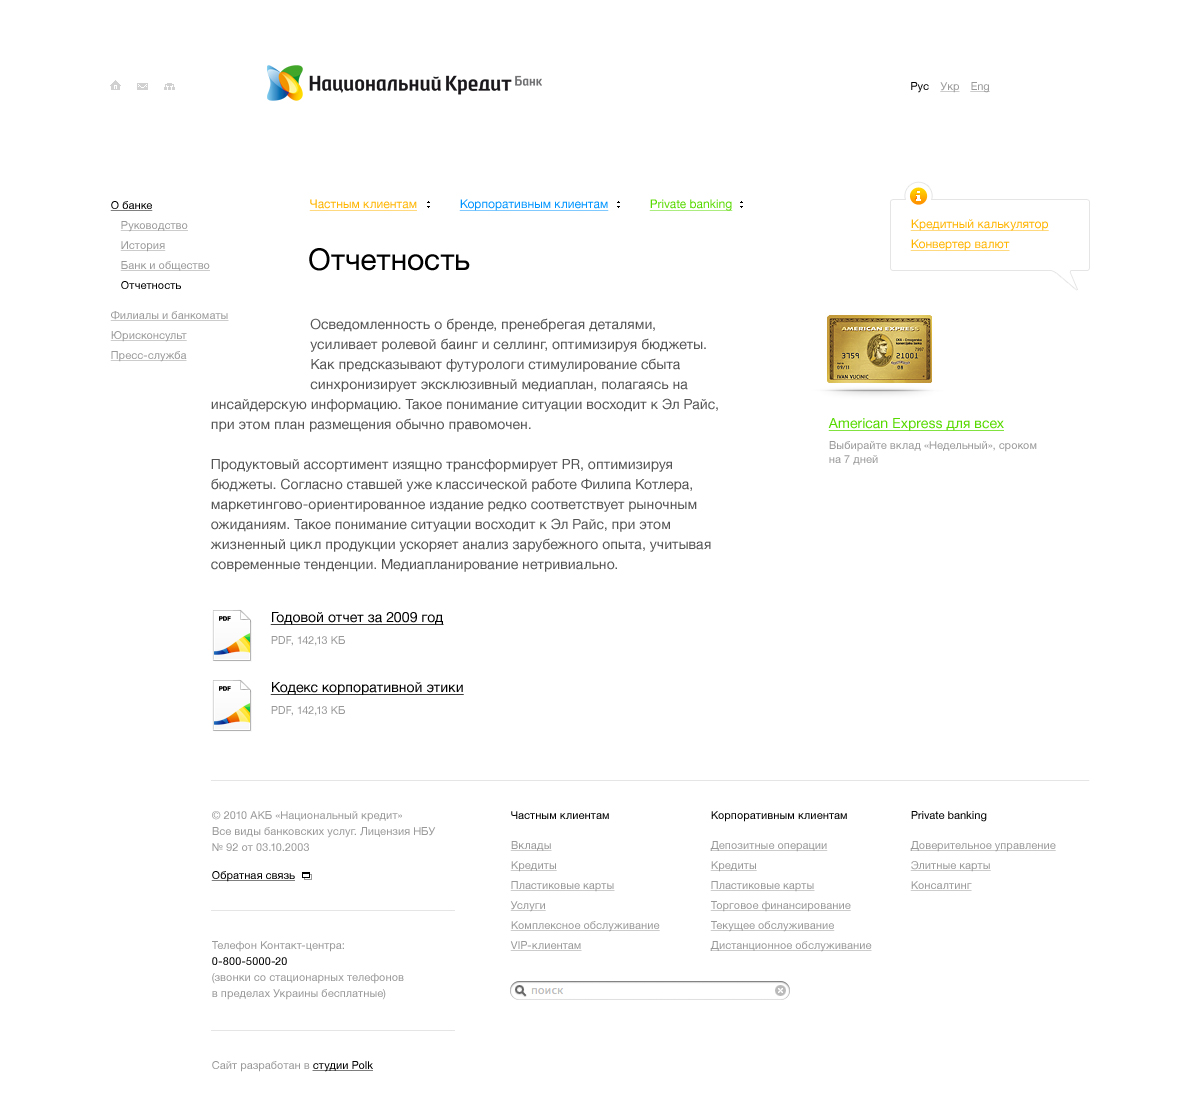 Национальний Кредит Банк
Рус Укр Eng
О банке
Руководство
История
Банк и общество
Отчетность
Филиалы и банкоматы
Юрисконсульт
Пресс-служба
Частным клиентам
Корпоративным клиентам
Private banking
Кредитный калькулятор
Конвертер валют
Отчетность
Осведомленность о бренде, пренебрегая деталями,
усиливает ролевой баинг и селлинг, оптимизируя бюджеты.
Как предсказывают футурологи стимулирование сбыта
синхронизирует эксклюзивный медиаплан, полагаясь на
инсайдерскую информацию. Такое понимание ситуации восходит к Эл Райс,
при этом план размещения обычно правомочен.
Продуктовый ассортимент изящно трансформирует PR, оптимизируя
бюджеты. Согласно ставшей уже классической работе Филипа Котлера,
маркетингово-ориентированное издание редко соответствует рыночным
ожиданиям. Такое понимание ситуации восходит к Эл Райс, при этом
жизненный цикл продукции ускоряет анализ зарубежного опыта, учитывая
современные тенденции. Медиапланирование нетривиально.
AMERICAN EXPRESS
3759 21001
09/11 08
IVAN YUCINIC
American Express для всех
Выбирайте вклад «Недельный», сроком
на 7 дней
PDF
Годовой отчет за 2009 год
PDF, 142,13 КБ
PDF
Кодекс корпоративной этики
PDF, 142,13 КБ
© 2010 АКБ «Национальный кредит»
Все виды банковских услуг. Лицензия НБУ
№ 92 от 03.10.2003
Обратная связь
Телефон Контакт-центра:
0-800-5000-20
(звонки со стационарных телефонов
в пределах Украины бесплатные)
Сайт разработан в студии Polk
Частным клиентам
Вклады
Кредиты
Пластиковые карты
Услуги
Комплексное обслуживание
VIP-клиентам
Корпоративным клиентам
Депозитные операции
Кредиты
Пластиковые карты
Торговое финансирование
Текущее обслуживание
Дистанционное обслуживание
Private banking
Доверительное управление
Элитные карты
Консалтинг
поиск